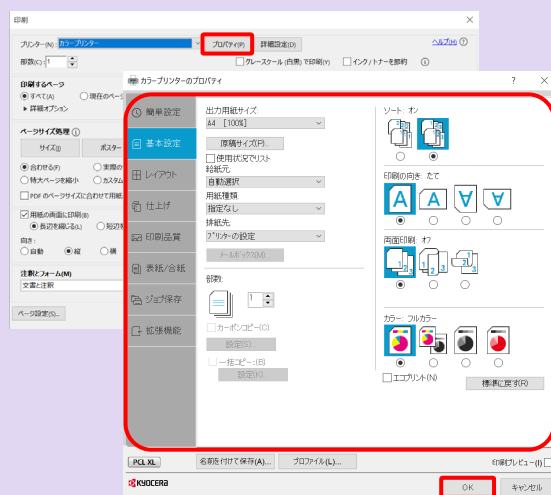 印刷
プリンター(N): カラープリンター プロパティ(P) 詳細設定(D) ヘルプ(H)
部数(C): 1 グレースケール (白黒) で印刷(Y) インク/トナーを節約
印刷するページ
すべて(A) 現在のページ
詳細オプション
ページサイズ処理
サイズ(I) ポスター
合わせる(F) 実際の
特大ページを縮小 カスタム
PDF のページサイズに合わせて用紙
用紙の両面に印刷(B)
長辺を綴じる(L) 短辺を
向き:
自動 縦 横
注釈とフォーム(M)
文書と注釈
ページ設定(S)...
カラープリンターのプロパティ
簡単設定
基本設定
レイアウト
仕上げ
印刷品質
表紙/合紙
ジョブ保存
拡張機能
出力用紙サイズ:
A4 [100%]
原稿サイズ(P)...
使用状況でリスト
給紙元:
自動選択
用紙種類:
指定なし
排紙先:
プリンターの設定
メールボックス(M)...
部数:
1
カーボンコピー(C)
設定(S)...
一括コピー:(B)
設定(K)...
ソート: オン
印刷の向き: たて
A A A A
両面印刷: オフ
カラー: フルカラー
エコプリント(N)
標準に戻す(R)
PCL XL 名前を付けて保存(A)... プロファイル(L)... 印刷プレビュー(I)
KYOCERA
OK キャンセル